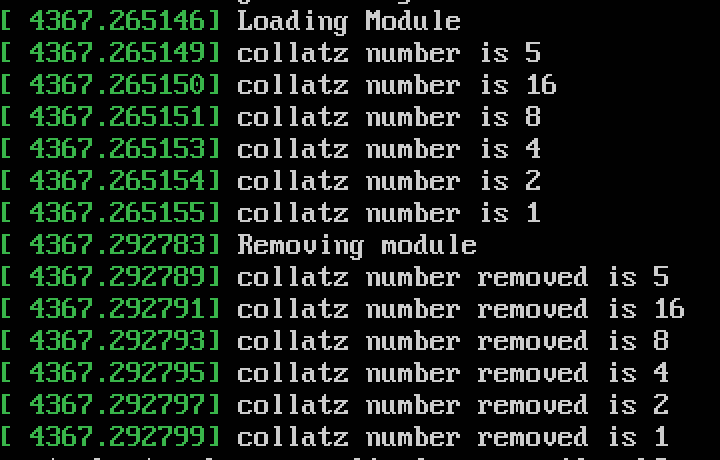 [ 4367.265146] Loading Module
[ 4367.265149] collatz number is 5
[ 4367.265150] collatz number is 16
[ 4367.265151] collatz number is 8
[ 4367.265153] collatz number is 4
[ 4367.265154] collatz number is 2
[ 4367.265155] collatz number is 1
[ 4367.292783] Removing module
[ 4367.292789] collatz number removed is 5
[ 4367.292791] collatz number removed is 16
[ 4367.292793] collatz number removed is 8
[ 4367.292795] collatz number removed is 4
[ 4367.292797] collatz number removed is 2
[ 4367.292799] collatz number removed is 1